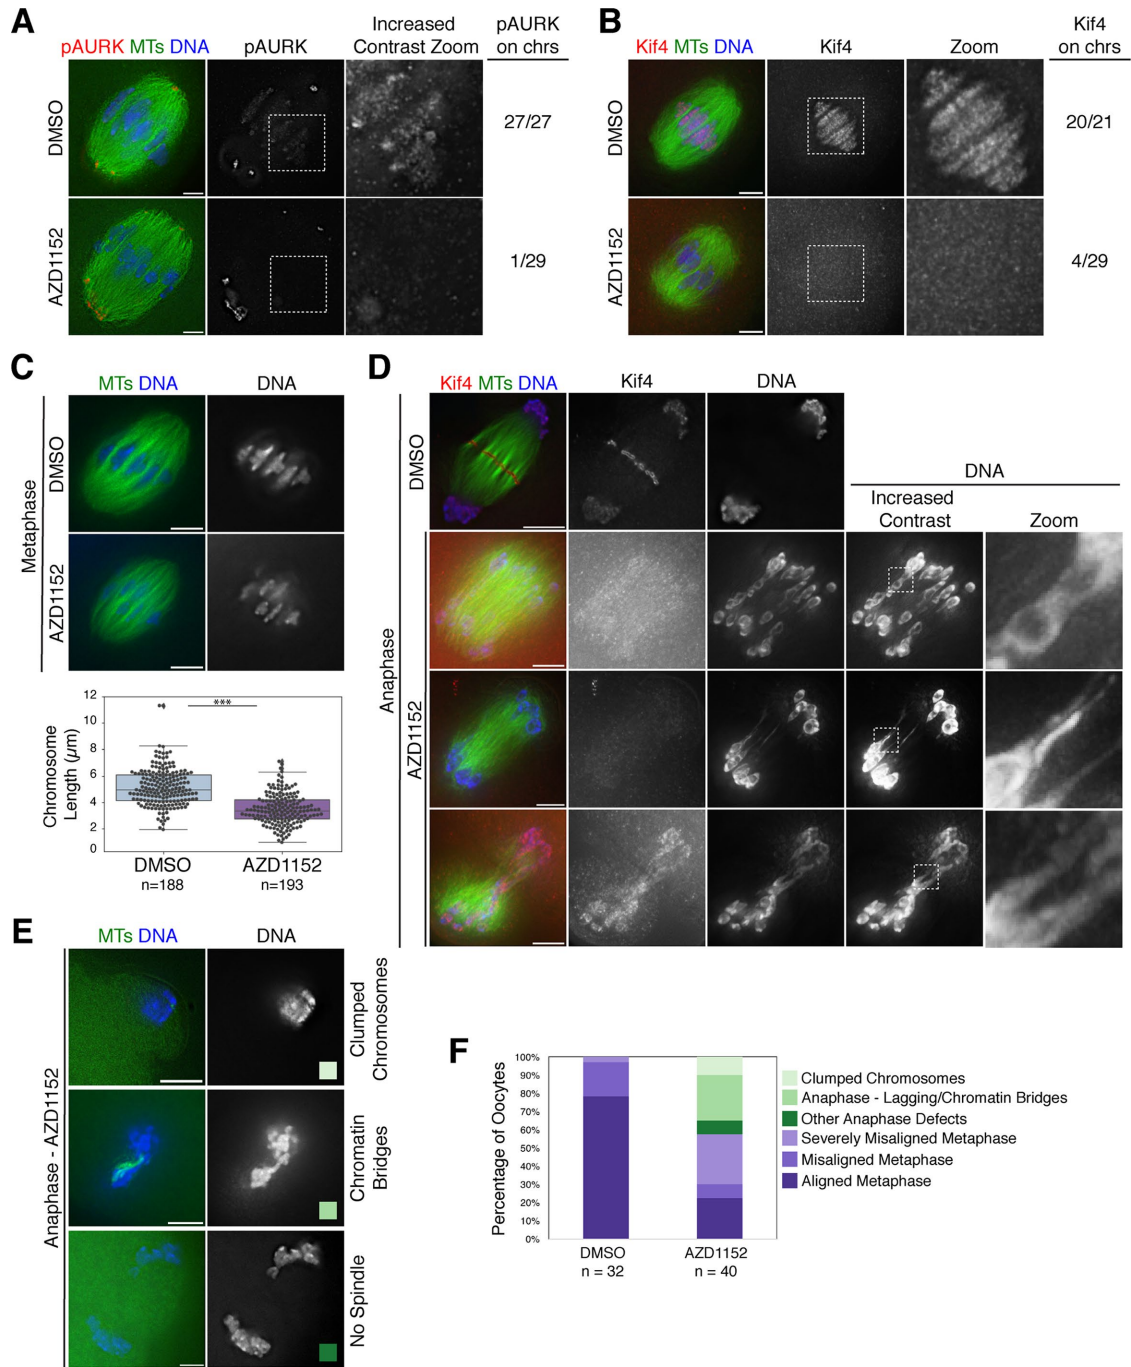 A
pAURK MTs DNA
pAURK
Increased
Contrast Zoom
pAURK
on chrs
DMSO
27/27
AZD1152
1/29
B
Kif4 MTs DNA
Kif4
Zoom
Kif4
on chrs
DMSO
20/21
AZD1152
4/29
C
MTs DNA
DNA
Metaphase
DMSO
AZD1152
Chromosome
Length (µm)
12
10
8
6
4
2
0
***
DMSO
n=188
AZD1152
n=193
D
Kif4 MTs DNA
Kif4
DNA
DMSO
DNA
Increased
Contrast
Zoom
Anaphase
AZD1152
E
MTs DNA
DNA
Anaphase - AZD1152
Clumped
Chromosomes
Chromatin
Bridges
No Spindle
F
Percentage of Oocytes
100%
90%
80%
70%
60%
50%
40%
30%
20%
10%
0%
DMSO
n = 32
AZD1152
n = 40
Clumped Chromosomes
Anaphase - Lagging/Chromatin Bridges
Other Anaphase Defects
Severely Misaligned Metaphase
Misaligned Metaphase
Aligned Metaphase